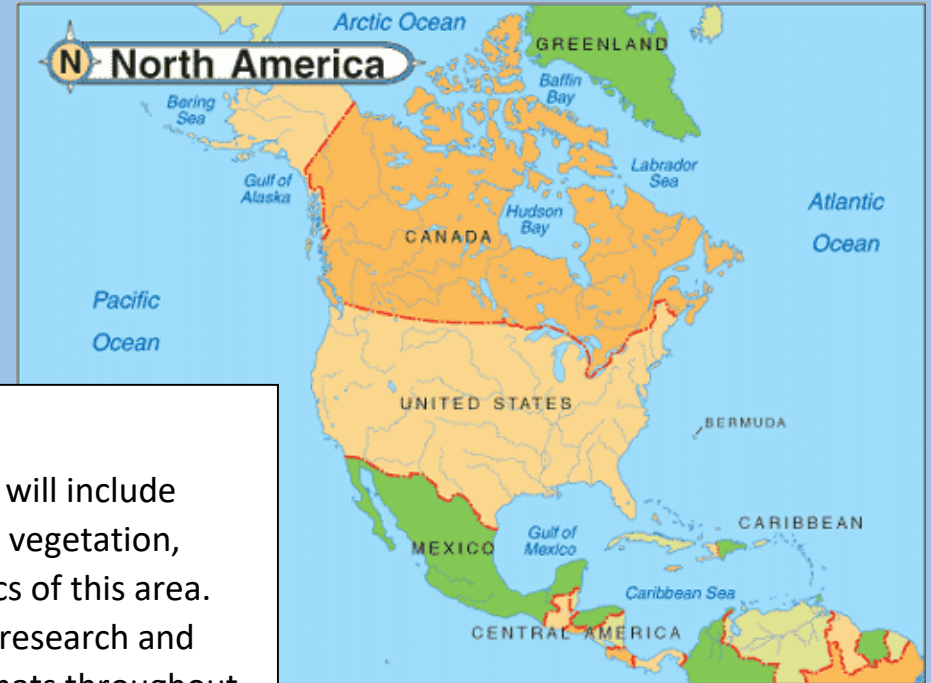 Arctic Ocean
GREENLAND
N North America
Baffin
Bay
Bering
Sea
Labrador
Sea
Gulf of
Alaska
Hudson
Bay
Atlantic
Ocean
CANADA
Pacific
Ocean
UNITED STATES
BERMUDA
will include
vegetation,
cs of this area.
research and
mats throughout
CARIBBEAN
Gulf of
Mexico
MEXICO
Caribbean Sea
CENTRAL AMERICA